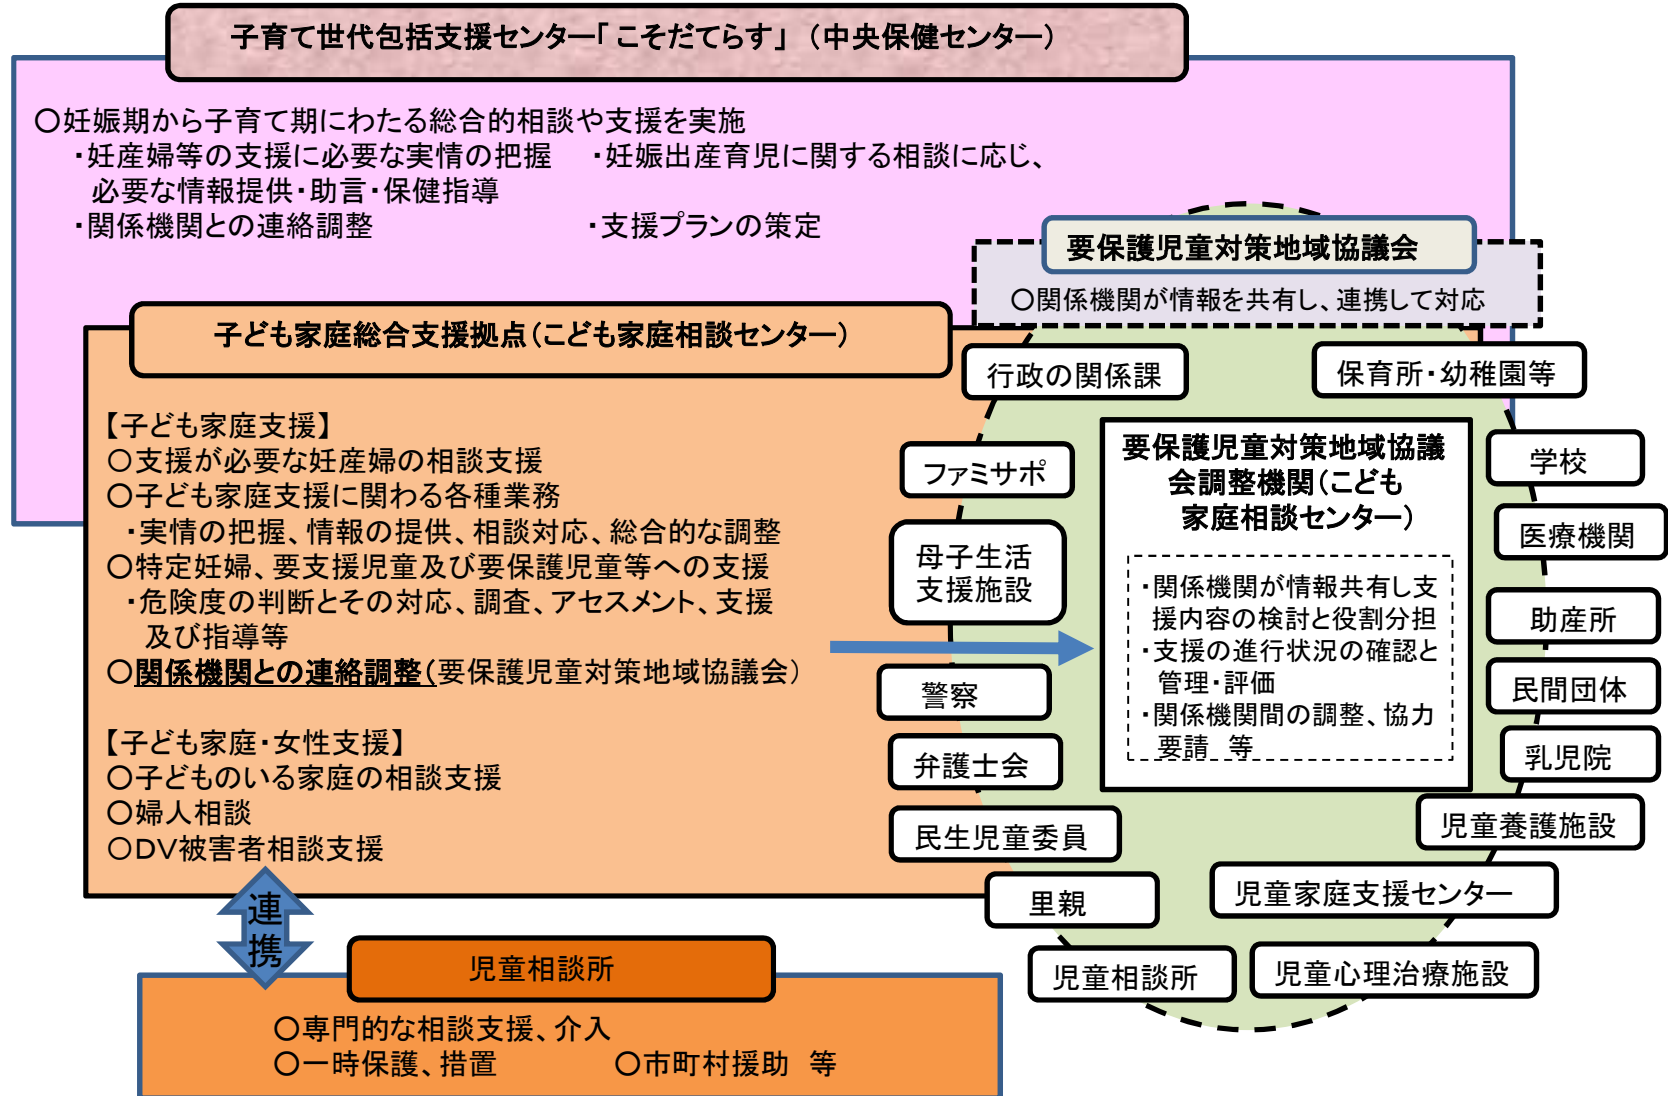 子育て世代包括支援センター「こそだてらす」（中央保健センター）
○妊娠期から子育て期にわたる総合的相談や支援を実施
・妊産婦等の支援に必要な実情の把握　・妊娠出産育児に関する相談に応じ、
必要な情報提供・助言・保健指導
・関係機関との連絡調整　・支援プランの策定
要保護児童対策地域協議会
○関係機関が情報を共有し、連携して対応
子ども家庭総合支援拠点（こども家庭相談センター）
【子ども家庭支援】
○支援が必要な妊産婦の相談支援
○子ども家庭支援に関わる各種業務
・実情の把握、情報の提供、相談対応、総合的な調整
○特定妊婦、要支援児童及び要保護児童等への支援
・危険度の判断とその対応、調査、アセスメント、支援
及び指導等
○関係機関との連絡調整（要保護児童対策地域協議会）
【子ども家庭・女性支援】
○子どものいる家庭の相談支援
○婦人相談
○DV被害者相談支援
行政の関係課
保育所・幼稚園等
ファミサポ
学校
母子生活
支援施設
医療機関
助産所
警察
民間団体
弁護士会
乳児院
民生児童委員
児童養護施設
里親
児童家庭支援センター
児童相談所
児童心理治療施設
要保護児童対策地域協議
会調整機関（こども
家庭相談センター）
・関係機関が情報共有し支
援内容の検討と役割分担
・支援の進行状況の確認と
管理・評価
・関係機関間の調整、協力
要請　等
連
携
児童相談所
○専門的な相談支援、介入
○一時保護、措置　○市町村援助　等